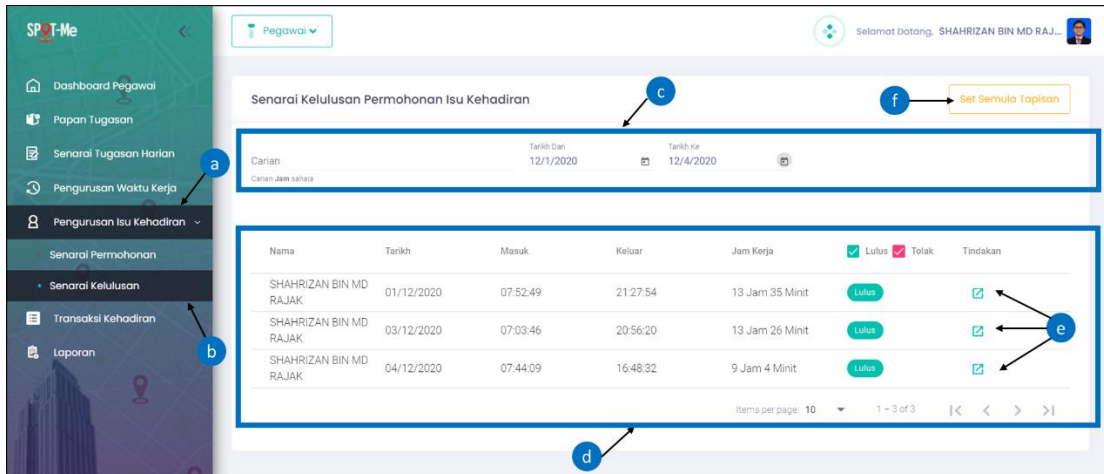 SPOT-Me
Pegawai
Selamat Datang, SHAHRIZAN BIN MD RAJ...
Dashboard Pegawai
Papan Tugasan
Senarai Tugasan Harian
Pengurusan Waktu Kerja
Pengurusan Isu Kehadiran
Senarai Permohonan
Senarai Kelulusan
Transaksi Kehadiran
Laporan
a
b
Senarai Kelulusan Permohonan Isu Kehadiran
c
f
Set Semula Tapisan
Carian
Carian Jam sahaja
Tarikh Dari
12/1/2020
Tarikh Ke
12/4/2020
Nama Tarikh Masuk Keluar Jam Kerja Lulus Tolak Tindakan
SHAHRIZAN BIN MD
RAJAK 01/12/2020 07:52:49 21:27:54 13 Jam 35 Minit Lulus
SHAHRIZAN BIN MD
RAJAK 03/12/2020 07:03:46 20:56:20 13 Jam 26 Minit Lulus
SHAHRIZAN BIN MD
RAJAK 04/12/2020 07:44:09 16:48:32 9 Jam 4 Minit Lulus
e
Items per page: 10 1 – 3 of 3
d